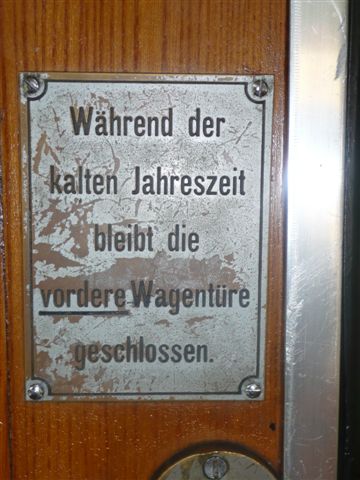 Während der
kalten Jahreszeit
bleibt die
vordere Wagentüre
geschlossen.